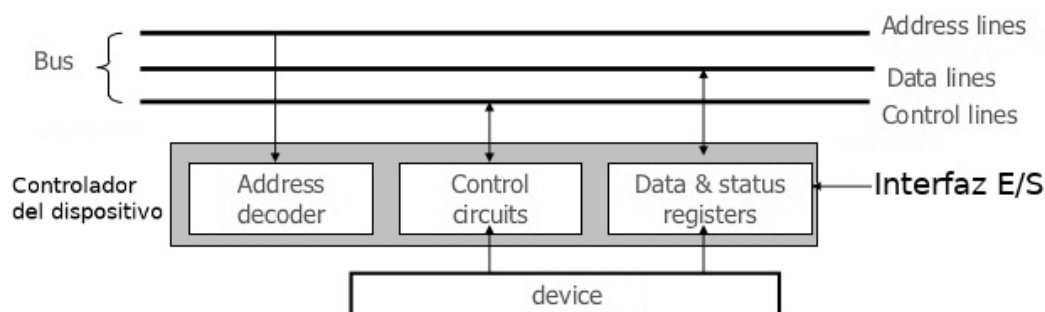 Address lines
Bus
Data lines
Control lines
Controlador
del dispositivo
Address
decoder
Control
circuits
Data & status
registers
Interfaz E/S
device